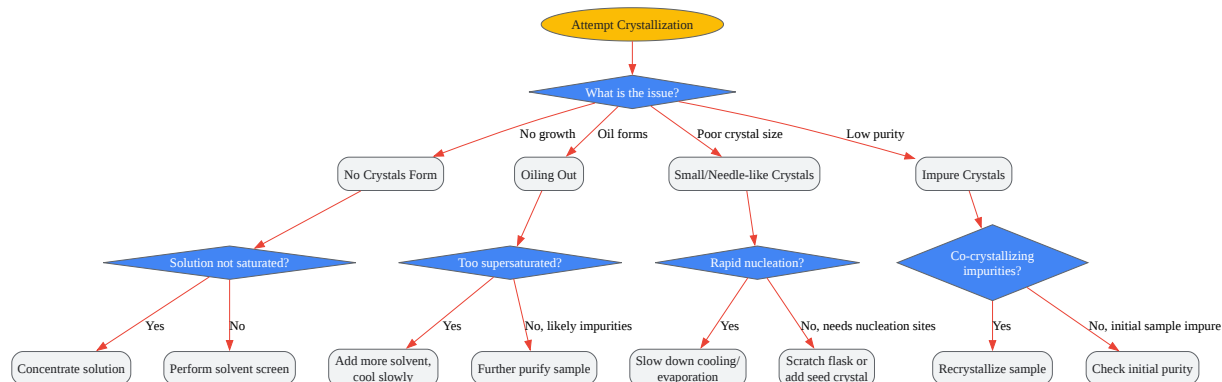 Attempt Crystallization
What is the issue?
No growth
Oil forms
Poor crystal size
Low purity
No Crystals Form
Oiling Out
Small/Needle-like Crystals
Impure Crystals
Solution not saturated?
Too supersaturated?
Rapid nucleation?
Co-crystallizing
impurities?
Yes
No
Yes
No, likely impurities
Yes
No, needs nucleation sites
Yes
No, initial sample impure
Concentrate solution
Perform solvent screen
Add more solvent,
cool slowly
Further purify sample
Slow down cooling/
evaporation
Scratch flask or
add seed crystal
Recrystallize sample
Check initial purity